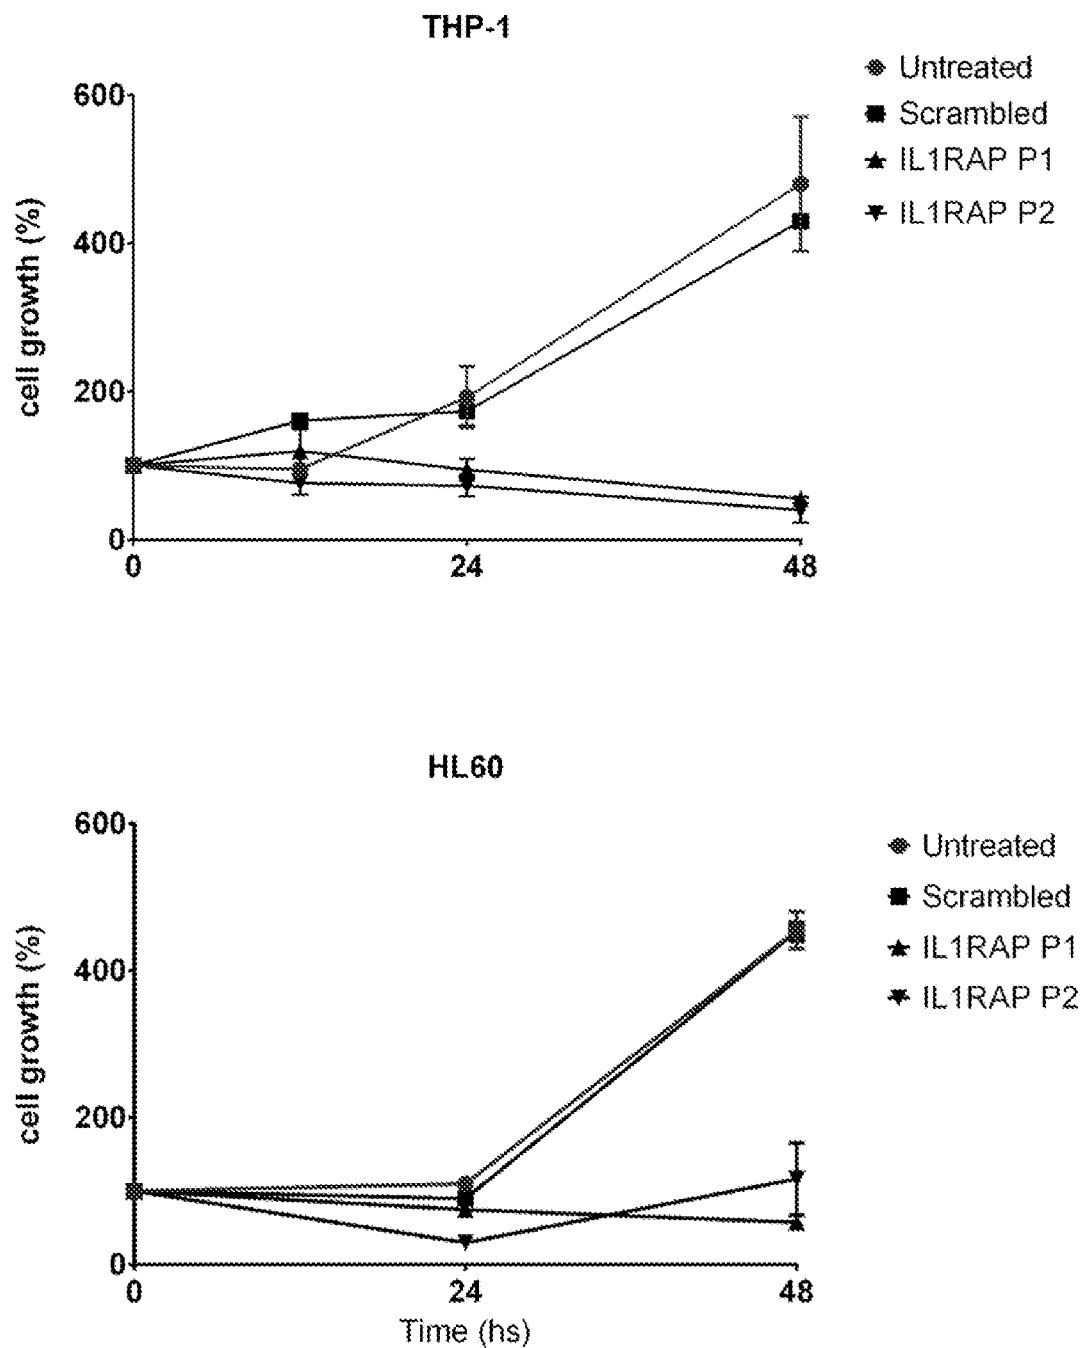 THP-1
600
400
200
0
cell growth (%)
0 24 48
Untreated
Scrambled
IL1RAP P1
IL1RAP P2
HL60
600
400
200
0
cell growth (%)
0 24 48
Time (hs)
Untreated
Scrambled
IL1RAP P1
IL1RAP P2